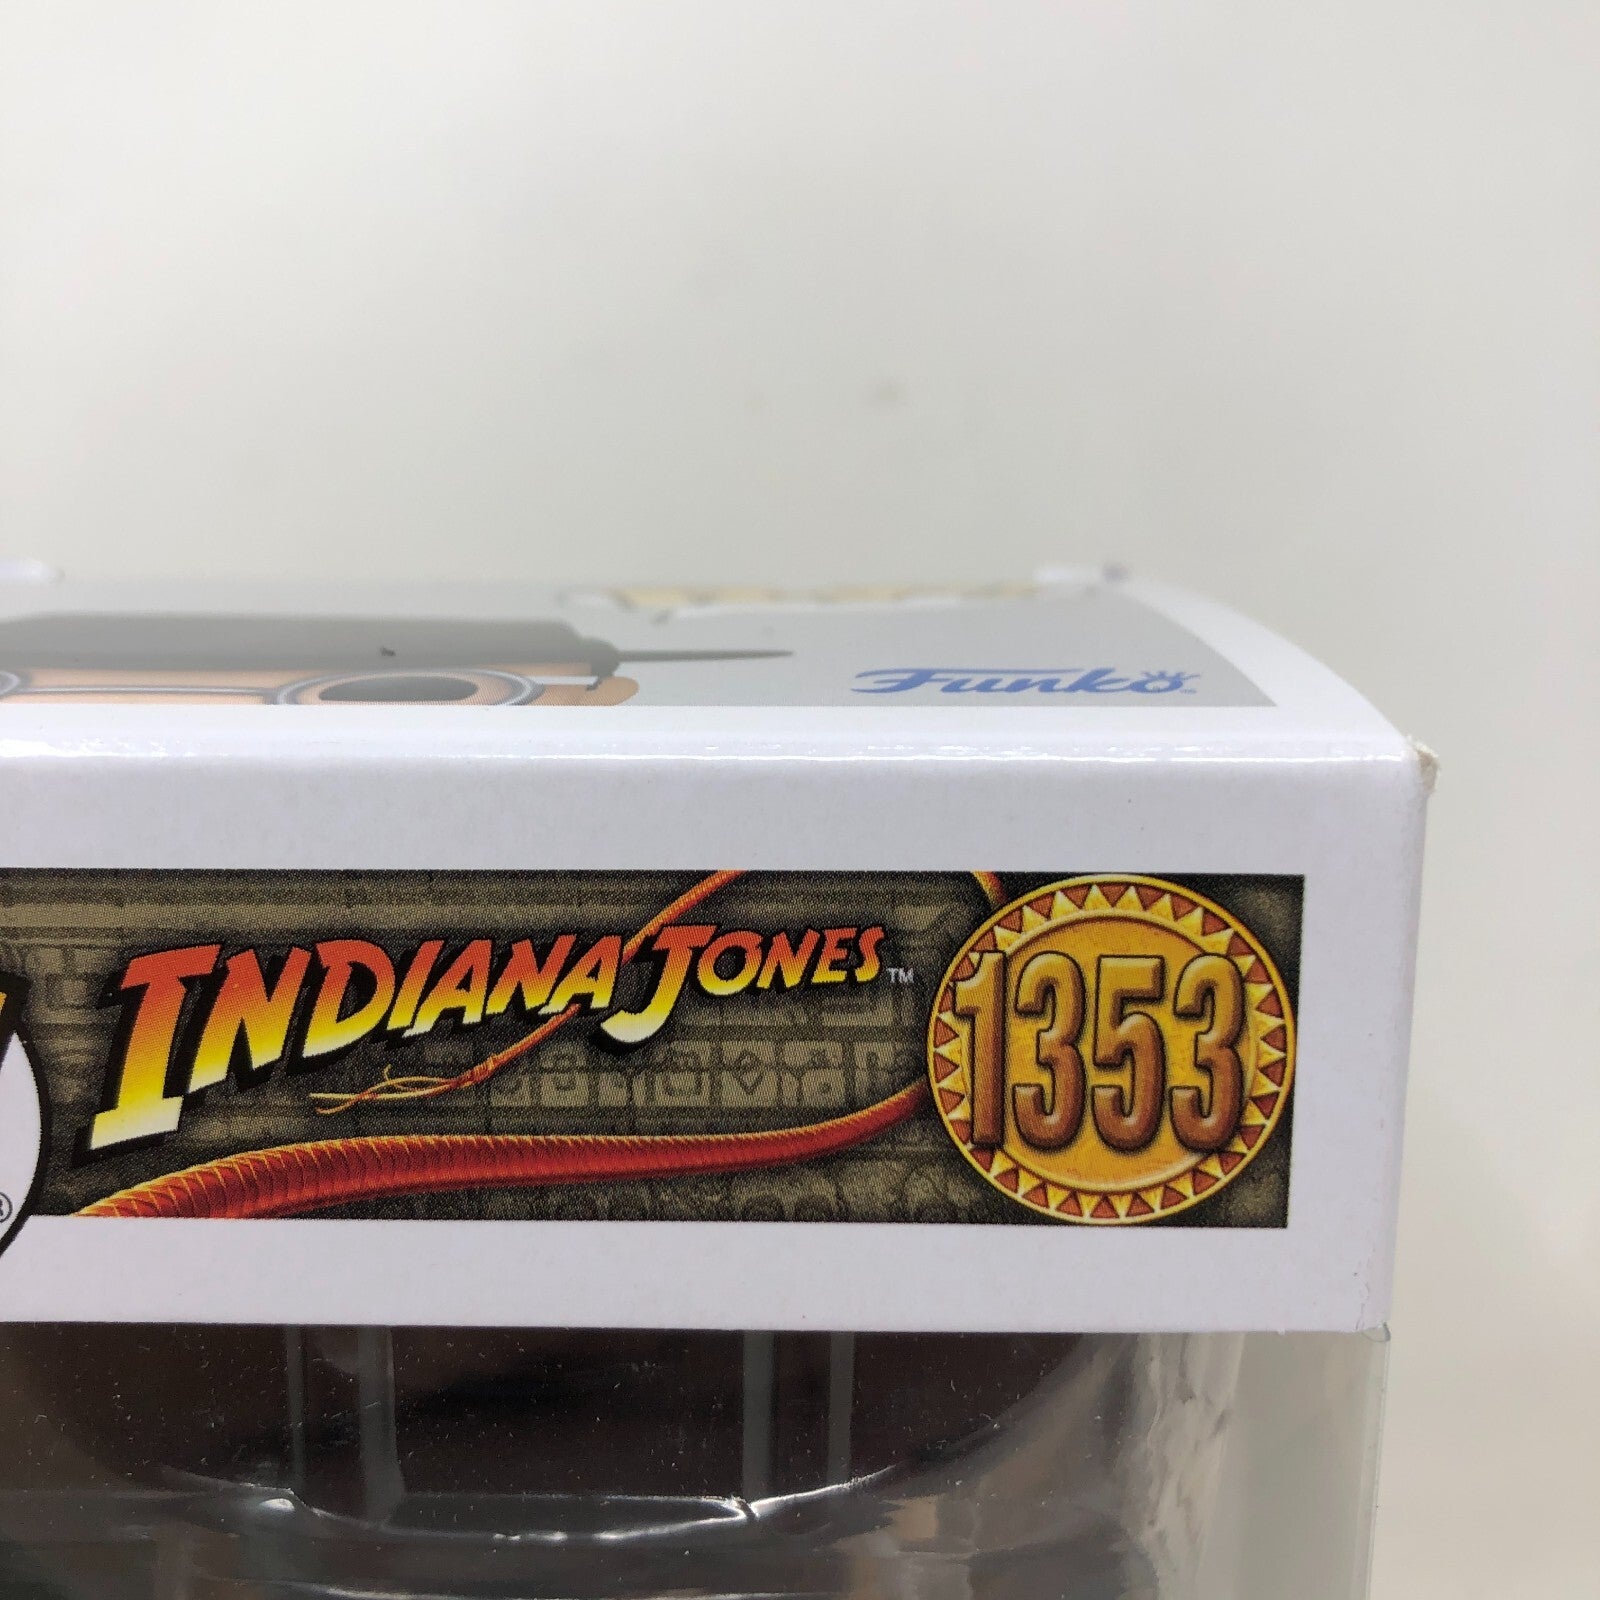 Funko
INDIANA JONES™
1353
®